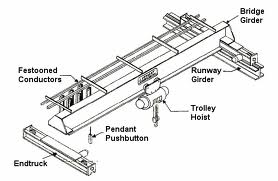 Bridge
Girder
Festooned
Conductors
Runway
Girder
Trolley
Hoist
Pendant
Pushbutton
Endtruck